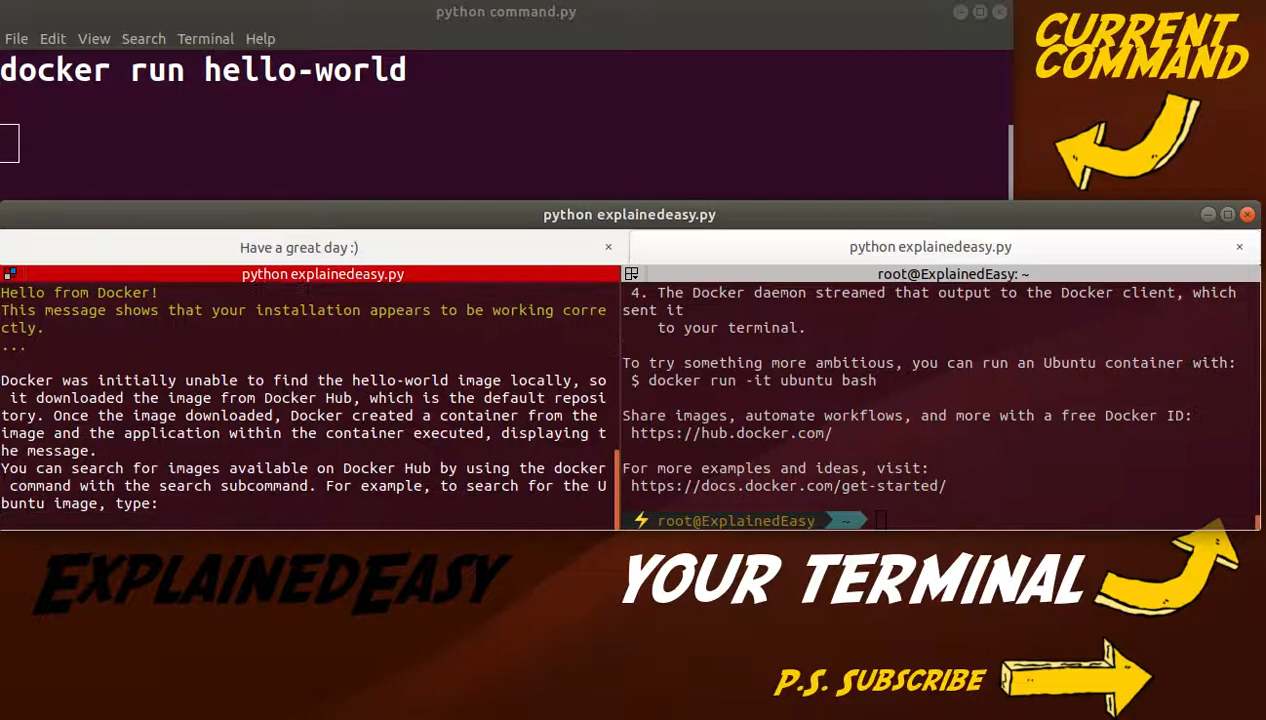 python command.py
File Edit View Search Terminal Help
docker run hello-world
CURRENT
COMMAND
python explainedeasy.py
Have a great day :)
python explainedeasy.py
python explainedeasy.py
Hello from Docker!
This message shows that your installation appears to be working corre
ctly.
...
Docker was initially unable to find the hello-world image locally, so
it downloaded the image from Docker Hub, which is the default reposi
tory. Once the image downloaded, Docker created a container from the
image and the application within the container executed, displaying t
he message.
You can search for images available on Docker Hub by using the docker
command with the search subcommand. For example, to search for the U
buntu image, type:
root@ExplainedEasy: ~
4. The Docker daemon streamed that output to the Docker client, which
sent it
to your terminal.
To try something more ambitious, you can run an Ubuntu container with:
$ docker run -it ubuntu bash
Share images, automate workflows, and more with a free Docker ID:
https://hub.docker.com/
For more examples and ideas, visit:
https://docs.docker.com/get-started/
root@ExplainedEasy ~
EXPLAINEDEASY
YOUR TERMINAL
P.S. SUBSCRIBE